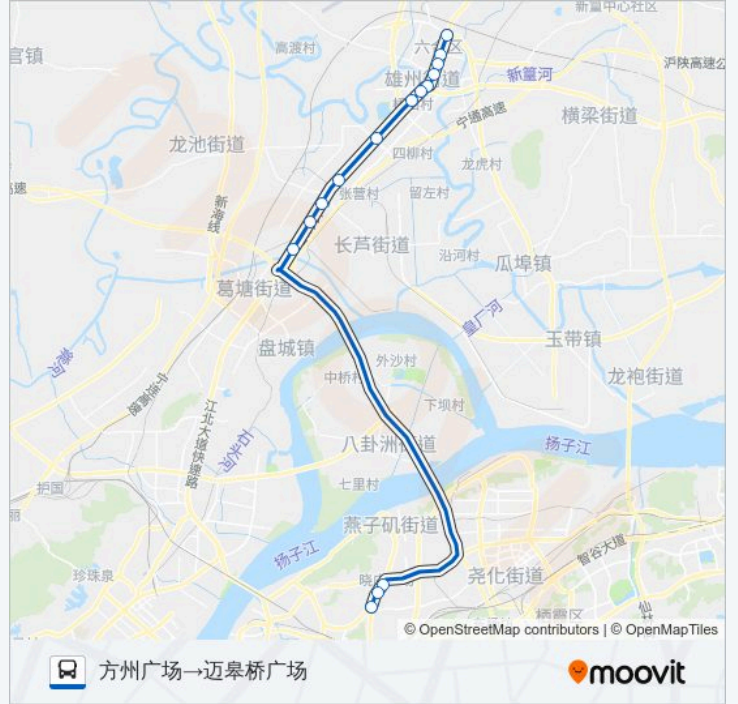 新篁中心社区
高渡村
官镇
雄州街道
新篁河
沪陕高速公
横梁街道
宁通高速
龙池街道
四柳村
龙虎村
高速
张营村
留左村
新海线
长芦街道
沿河村
瓜埠镇
葛塘街道
皇厂河
玉带镇
盘城镇
外沙村
滁河
中桥村
宁连高速
龙袍街道
下坝村
江北大道快速路
石头河
八卦洲街道
扬子江
七里村
护国
燕子矶街道
智谷大道
扬子江
尧化街道
珍珠泉
栖霞区
仙林
© OpenStreetMap contributors | © OpenMapTiles
方州广场→迈皋桥广场
moovit